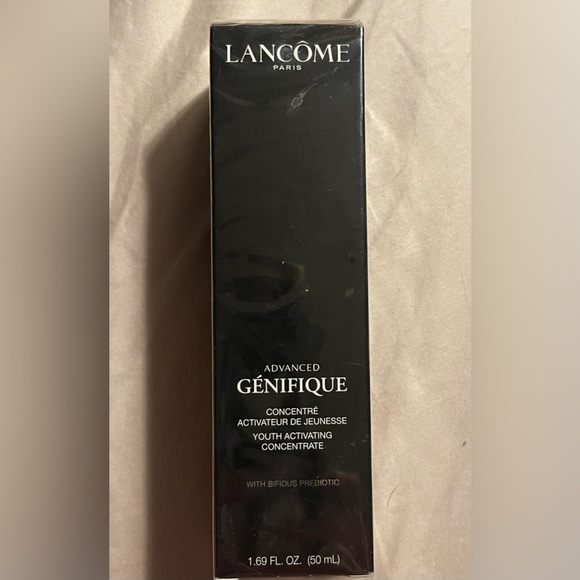 LANCÔME
PARIS
ADVANCED
GÉNIFIQUE
CONCENTRÉ
ACTIVATEUR DE JEUNESSE
YOUTH ACTIVATING
CONCENTRATE
WITH BIFIDUS PREBIOTIC
1.69 FL. OZ. (50 mL)